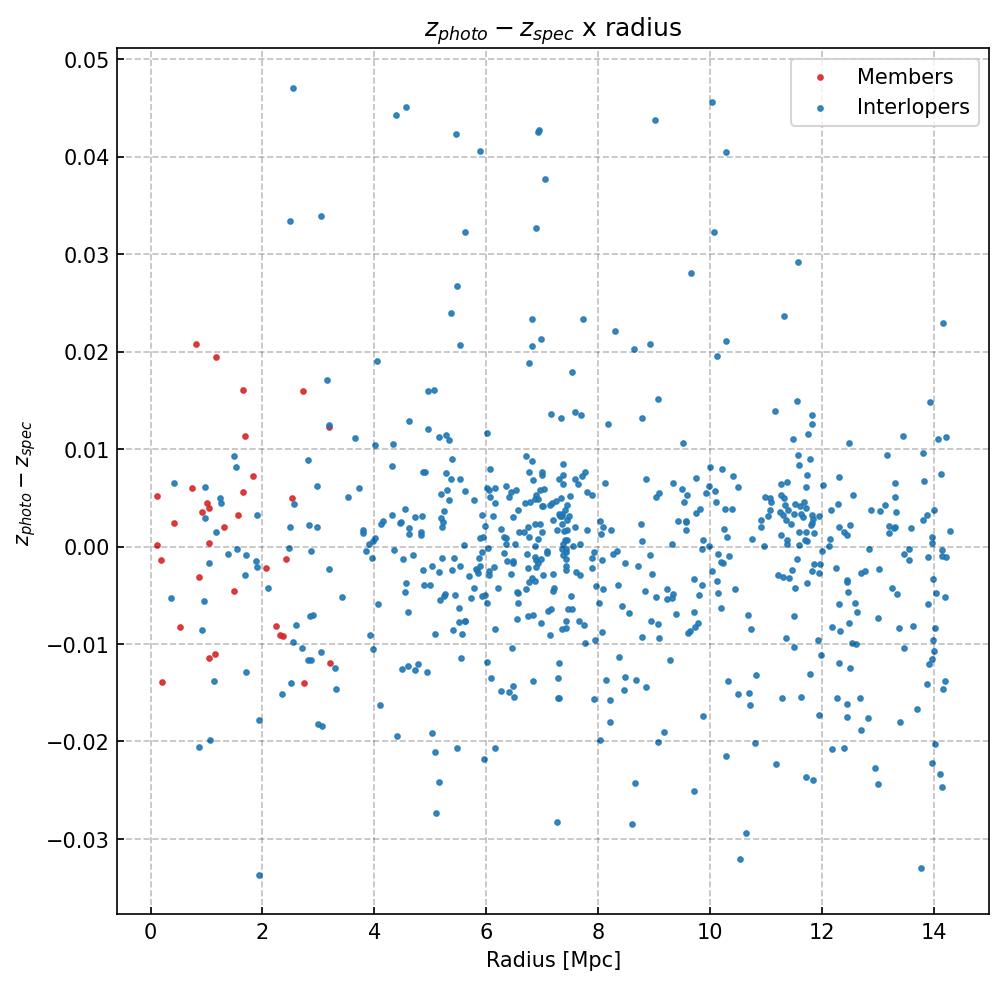 z_photo − z_spec x radius
Members
Interlopers
0.05
0.04
0.03
0.02
0.01
0.00
−0.01
−0.02
−0.03
z_photo − z_spec
0 2 4 6 8 10 12 14
Radius [Mpc]